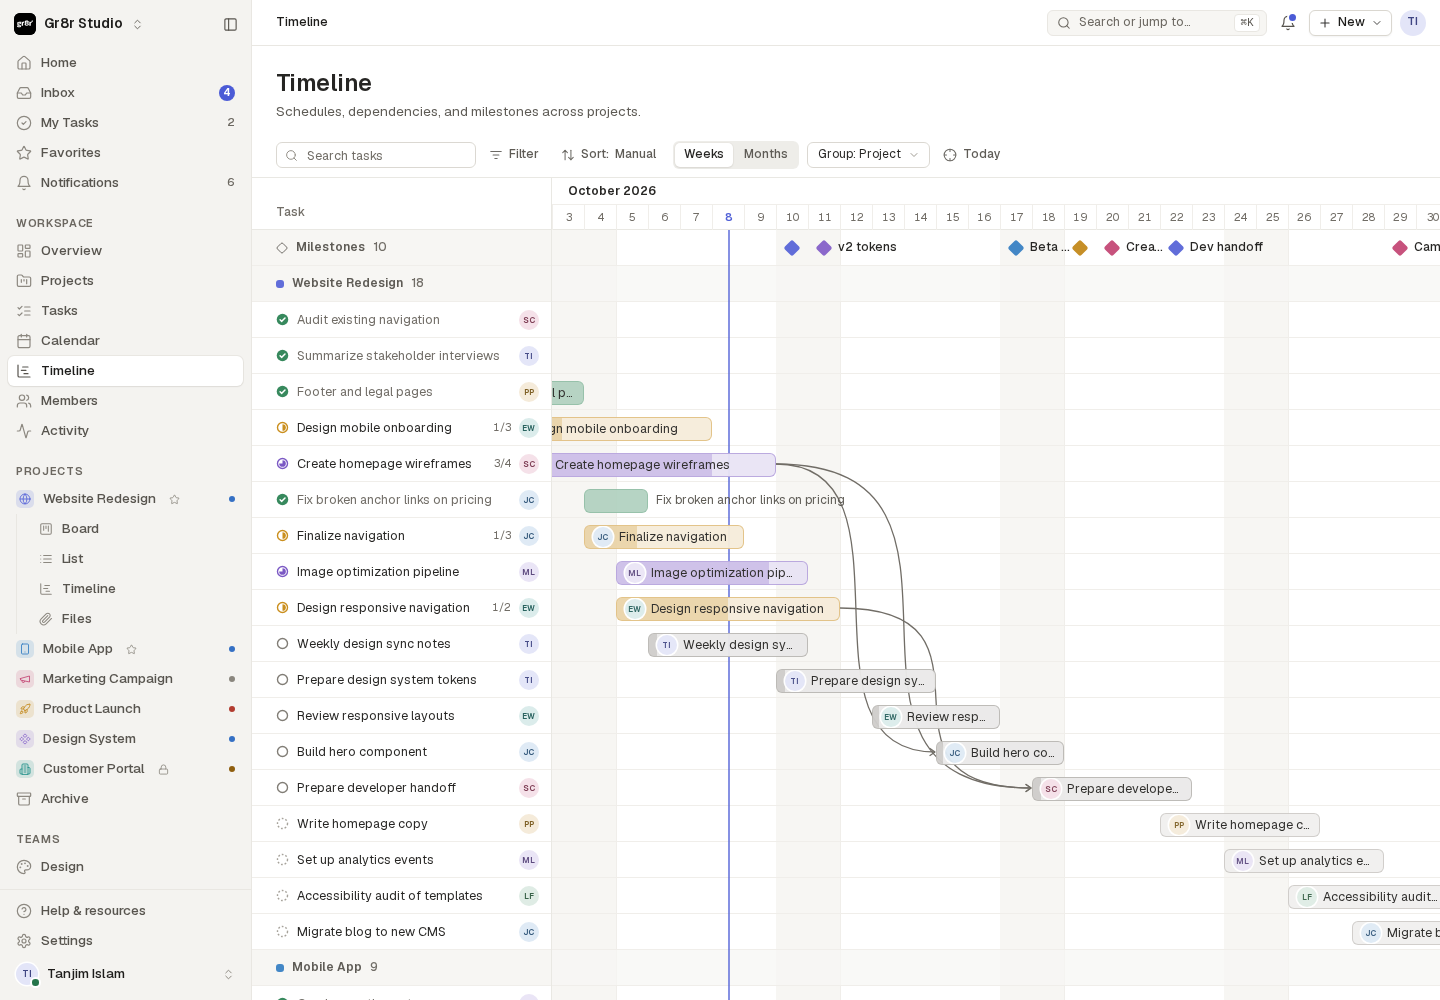 gr8r
Gr8r Studio
Home
Inbox 4
My Tasks 2
Favorites
Notifications 6
WORKSPACE
Overview
Projects
Tasks
Calendar
Timeline
Members
Activity
PROJECTS
Website Redesign
Board
List
Timeline
Files
Mobile App
Marketing Campaign
Product Launch
Design System
Customer Portal
Archive
TEAMS
Design
Help & resources
Settings
TI Tanjim Islam
Timeline
Search or jump to... ⌘K
New
TI
Timeline
Schedules, dependencies, and milestones across projects.
Search tasks
Filter
Sort: Manual
Weeks
Months
Group: Project
Today
October 2026
Task
3 4 5 6 7 8 9 10 11 12 13 14 15 16 17 18 19 20 21 22 23 24 25 26 27 28 29 30
Milestones 10
v2 tokens
Beta ...
Crea...
Dev handoff
Cam
Website Redesign 18
Audit existing navigation SC
Summarize stakeholder interviews TI
Footer and legal pages PP
l p...
Design mobile onboarding 1/3 EW
gn mobile onboarding
Create homepage wireframes 3/4 SC
Create homepage wireframes
Fix broken anchor links on pricing JC
Fix broken anchor links on pricing
Finalize navigation 1/3 JC
JC Finalize navigation
Image optimization pipeline ML
ML Image optimization pip...
Design responsive navigation 1/2 EW
EW Design responsive navigation
Weekly design sync notes TI
TI Weekly design sy...
Prepare design system tokens TI
TI Prepare design sy...
Review responsive layouts EW
EW Review resp...
Build hero component JC
JC Build hero co...
Prepare developer handoff SC
SC Prepare develope...
Write homepage copy PP
PP Write homepage c...
Set up analytics events ML
ML Set up analytics e...
Accessibility audit of templates LF
LF Accessibility audit...
Migrate blog to new CMS JC
JC Migrate b
Mobile App 9